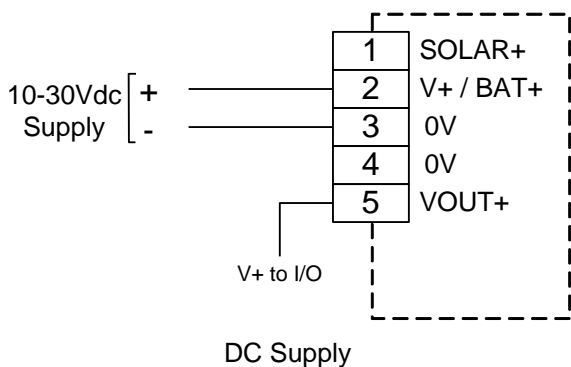 1 SOLAR+
10-30Vdc + 2 V+ / BAT+
Supply - 3 0V
4 0V
5 VOUT+
V+ to I/O
DC Supply